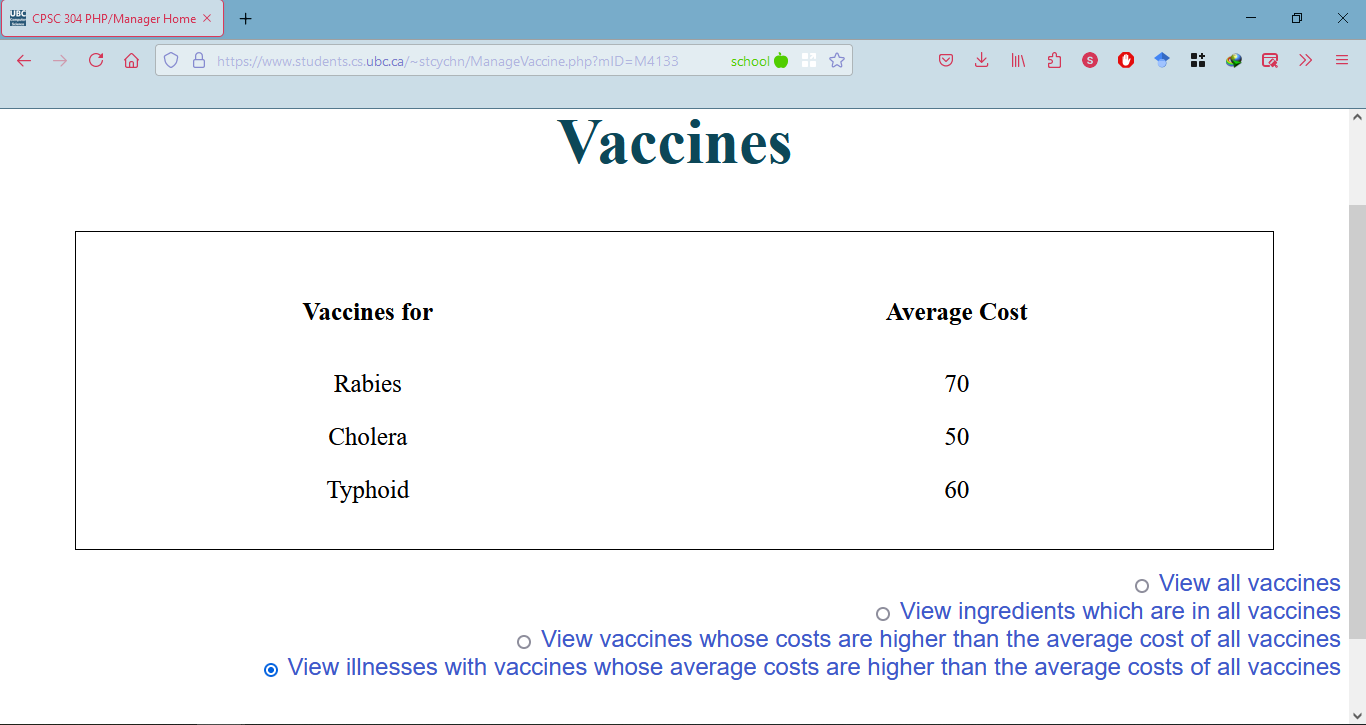 UBC
CPSC 304 PHP/Manager Home
https://www.students.cs.ubc.ca/~stcychn/ManageVaccine.php?mID=M4133 school
S
Vaccines
Vaccines for Average Cost
Rabies 70
Cholera 50
Typhoid 60
View all vaccines
View ingredients which are in all vaccines
View vaccines whose costs are higher than the average cost of all vaccines
View illnesses with vaccines whose average costs are higher than the average costs of all vaccines